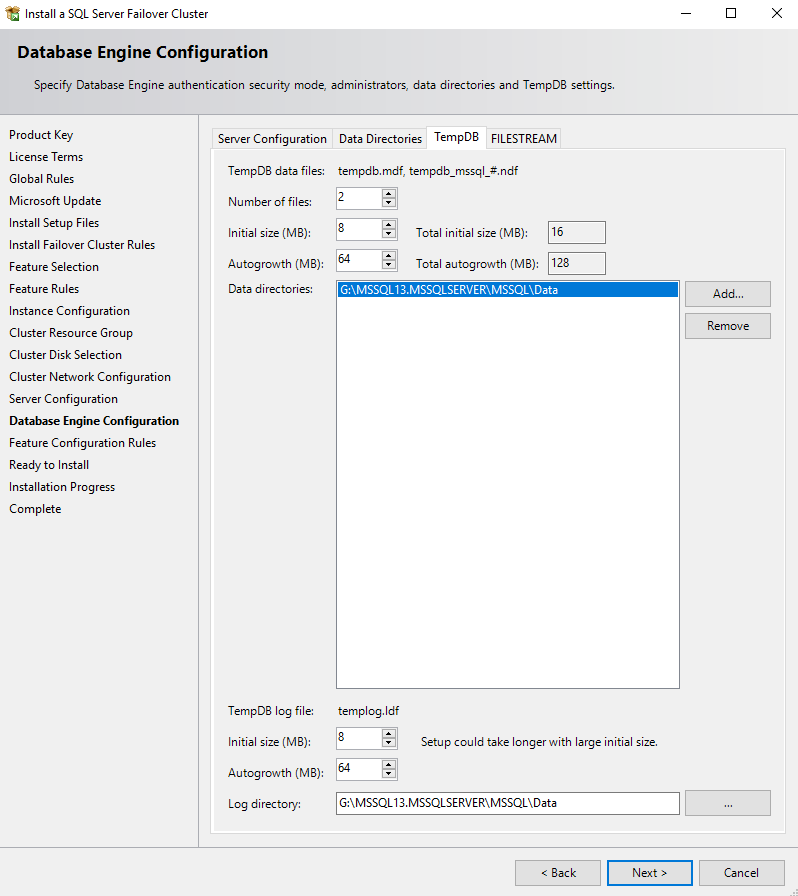 Install a SQL Server Failover Cluster
Database Engine Configuration
Specify Database Engine authentication security mode, administrators, data directories and TempDB settings.
Product Key
License Terms
Global Rules
Microsoft Update
Install Setup Files
Install Failover Cluster Rules
Feature Selection
Feature Rules
Instance Configuration
Cluster Resource Group
Cluster Disk Selection
Cluster Network Configuration
Server Configuration
Database Engine Configuration
Feature Configuration Rules
Ready to Install
Installation Progress
Complete
Server Configuration Data Directories TempDB FILESTREAM
TempDB data files: tempdb.mdf, tempdb_mssql_#.ndf
Number of files: 2
Initial size (MB): 8 Total initial size (MB): 16
Autogrowth (MB): 64 Total autogrowth (MB): 128
Data directories: G:\MSSQL13.MSSQLSERVER\MSSQL\Data Add...
Remove
TempDB log file: templog.ldf
Initial size (MB): 8 Setup could take longer with large initial size.
Autogrowth (MB): 64
Log directory: G:\MSSQL13.MSSQLSERVER\MSSQL\Data ...
< Back Next > Cancel